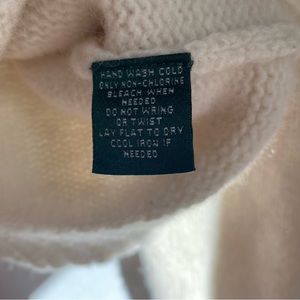 HAND WASH COLD
ONLY NON-CHLORINE
BLEACH WHEN
NEEDED
DO NOT WRING
OR TWIST
LAY FLAT TO DRY
COOL IRON IF
NEEDED